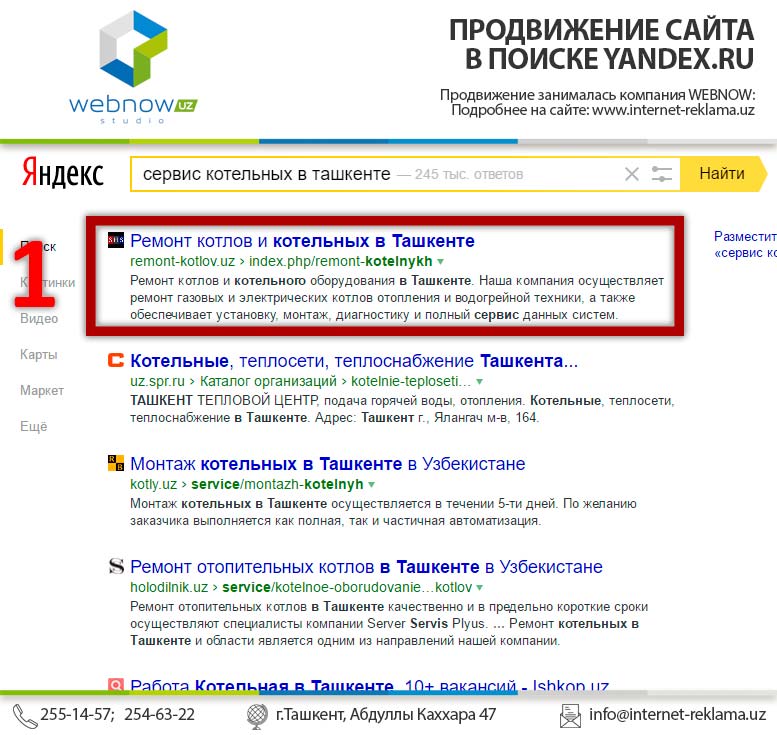 webnow uz
studio
ПРОДВИЖЕНИЕ САЙТА
В ПОИСКЕ YANDEX.RU
Продвижение занималась компания WEBNOW:
Подробнее на сайте: www.internet-reklama.uz
Яндекс
сервис котельных в ташкенте — 245 тыс. ответов
Найти
Поиск
Картинки
Видео
Карты
Маркет
Ещё
1
SHS
Ремонт котлов и котельных в Ташкенте
remont-kotlov.uz › index.php/remont-kotelnykh
Ремонт котлов и котельного оборудования в Ташкенте. Наша компания осуществляет
ремонт газовых и электрических котлов отопления и водогрейной техники, а также
обеспечивает установку, монтаж, диагностику и полный сервис данных систем.
Разместит
«сервис ко
Котельные, теплосети, теплоснабжение Ташкента...
uz.spr.ru › Каталог организаций › kotelnie-teploseti...
ТАШКЕНТ ТЕПЛОВОЙ ЦЕНТР, подача горячей воды, отопления. Котельные, теплосети,
теплоснабжение в Ташкенте. Адрес: Ташкент г., Ялангач м-в, 164.
Монтаж котельных в Ташкенте в Узбекистане
kotly.uz › service/montazh-kotelnyh
Монтаж котельных в Ташкенте осуществляется в течении 5-ти дней. По желанию
заказчика выполняется как полная, так и частичная автоматизация.
Ремонт отопительных котлов в Ташкенте в Узбекистане
holodilnik.uz › service/kotelnoe-oborudovanie…kotlov
Ремонт отопительных котлов в Ташкенте качественно и в предельно короткие сроки
осуществляют специалисты компании Server Servis Plyus. ... Ремонт котельных в
Ташкенте и области является одним из направлений нашей компании.
Работа Котельная в Ташкенте, 10+ вакансий - Ishkop.uz
255-14-57; 254-63-22
г.Ташкент, Абдуллы Каххара 47
info@internet-reklama.uz